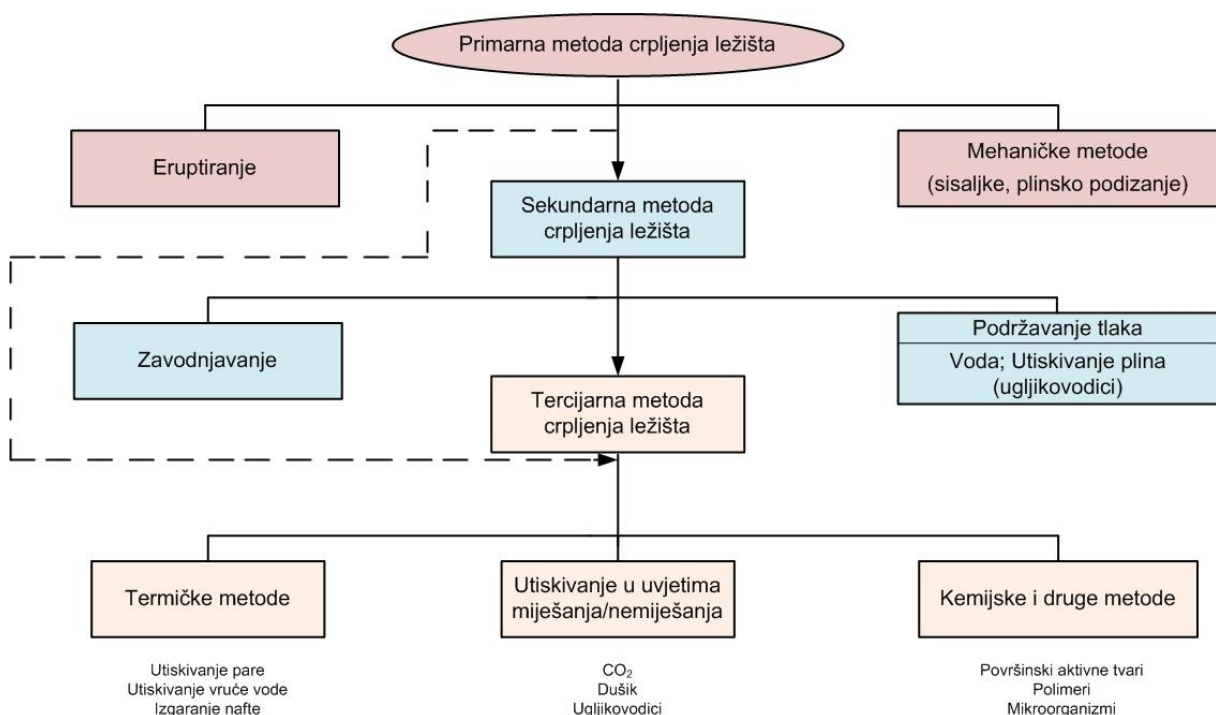 Primarna metoda crpljenja ležišta
Eruptiranje
Mehaničke metode
(sisaljke, plinsko podizanje)
Sekundarna metoda
crpljenja ležišta
Zavodnjavanje
Podržavanje tlaka
Voda; Utiskivanje plina
(ugljikovodici)
Tercijarna metoda
crpljenja ležišta
Termičke metode
Utiskivanje u uvjetima
miješanja/nemiješanja
Kemijske i druge metode
Utiskivanje pare
Utiskivanje vruće vode
Izgaranje nafte
CO₂
Dušik
Ugljikovodici
Površinski aktivne tvari
Polimeri
Mikroorganizmi